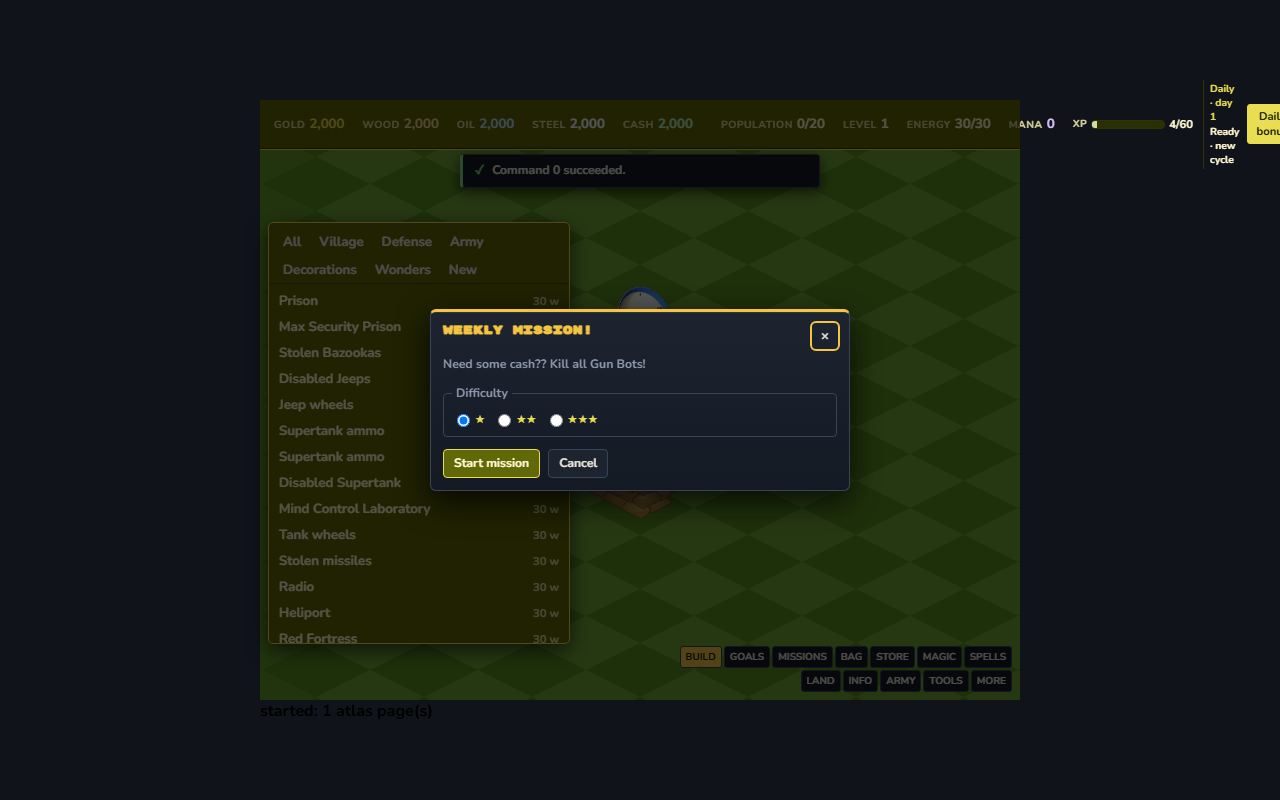 GOLD 2,000 WOOD 2,000 OIL 2,000 STEEL 2,000 CASH 2,000 POPULATION 0/20 LEVEL 1 ENERGY 30/30 MANA 0 XP 4/60
Daily
· day
1
Ready
· new
cycle
✓ Command 0 succeeded.
All Village Defense Army
Decorations Wonders New
Prison 30 w
Max Security Prison
Stolen Bazookas
Disabled Jeeps
Jeep wheels
Supertank ammo
Supertank ammo
Disabled Supertank
Mind Control Laboratory 30 w
Tank wheels 30 w
Stolen missiles 30 w
Radio 30 w
Heliport 30 w
Red Fortress 30 w
WEEKLY MISSION!
×
Need some cash?? Kill all Gun Bots!
Difficulty
★ ★★ ★★★
Start mission Cancel
BUILD GOALS MISSIONS BAG STORE MAGIC SPELLS
LAND INFO ARMY TOOLS MORE
started: 1 atlas page(s)